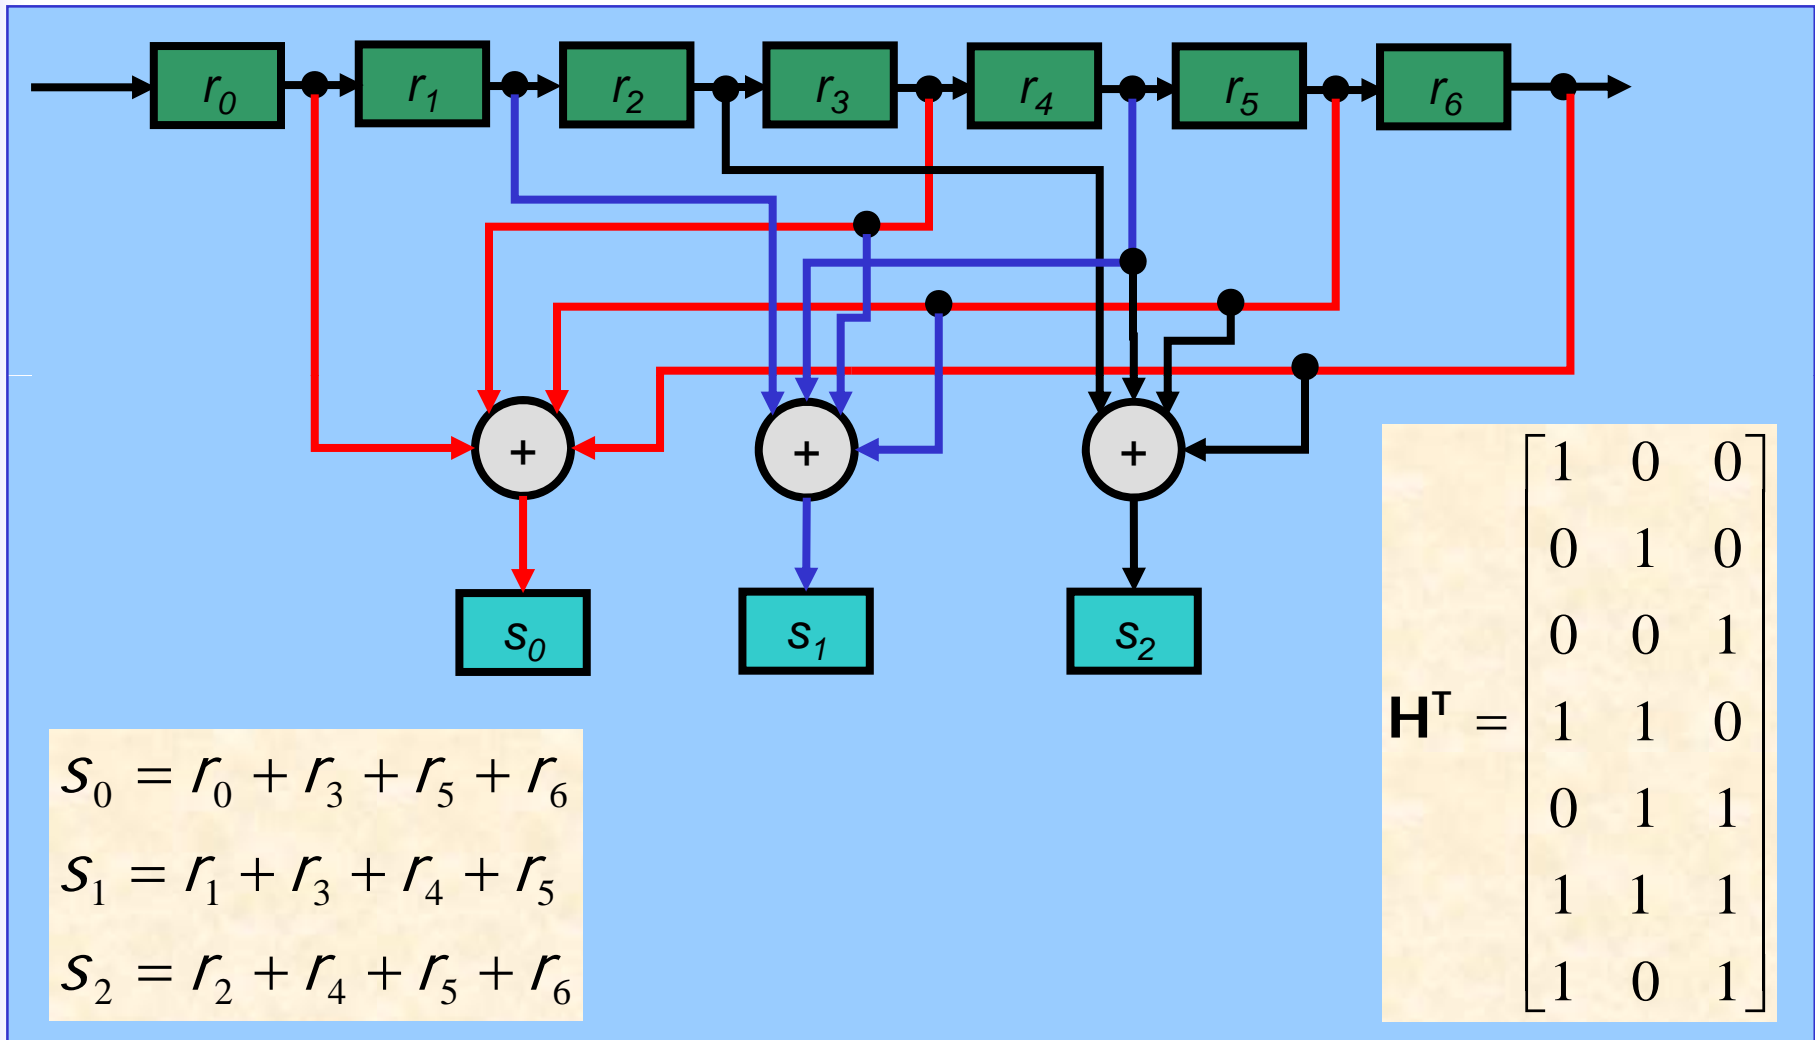 r0 r1 r2 r3 r4 r5 r6
+ + +
s0 s1 s2
s0 = r0 + r3 + r5 + r6
s1 = r1 + r3 + r4 + r5
s2 = r2 + r4 + r5 + r6
1 0 0
0 1 0
0 0 1
H^T = 1 1 0
0 1 1
1 1 1
1 0 1